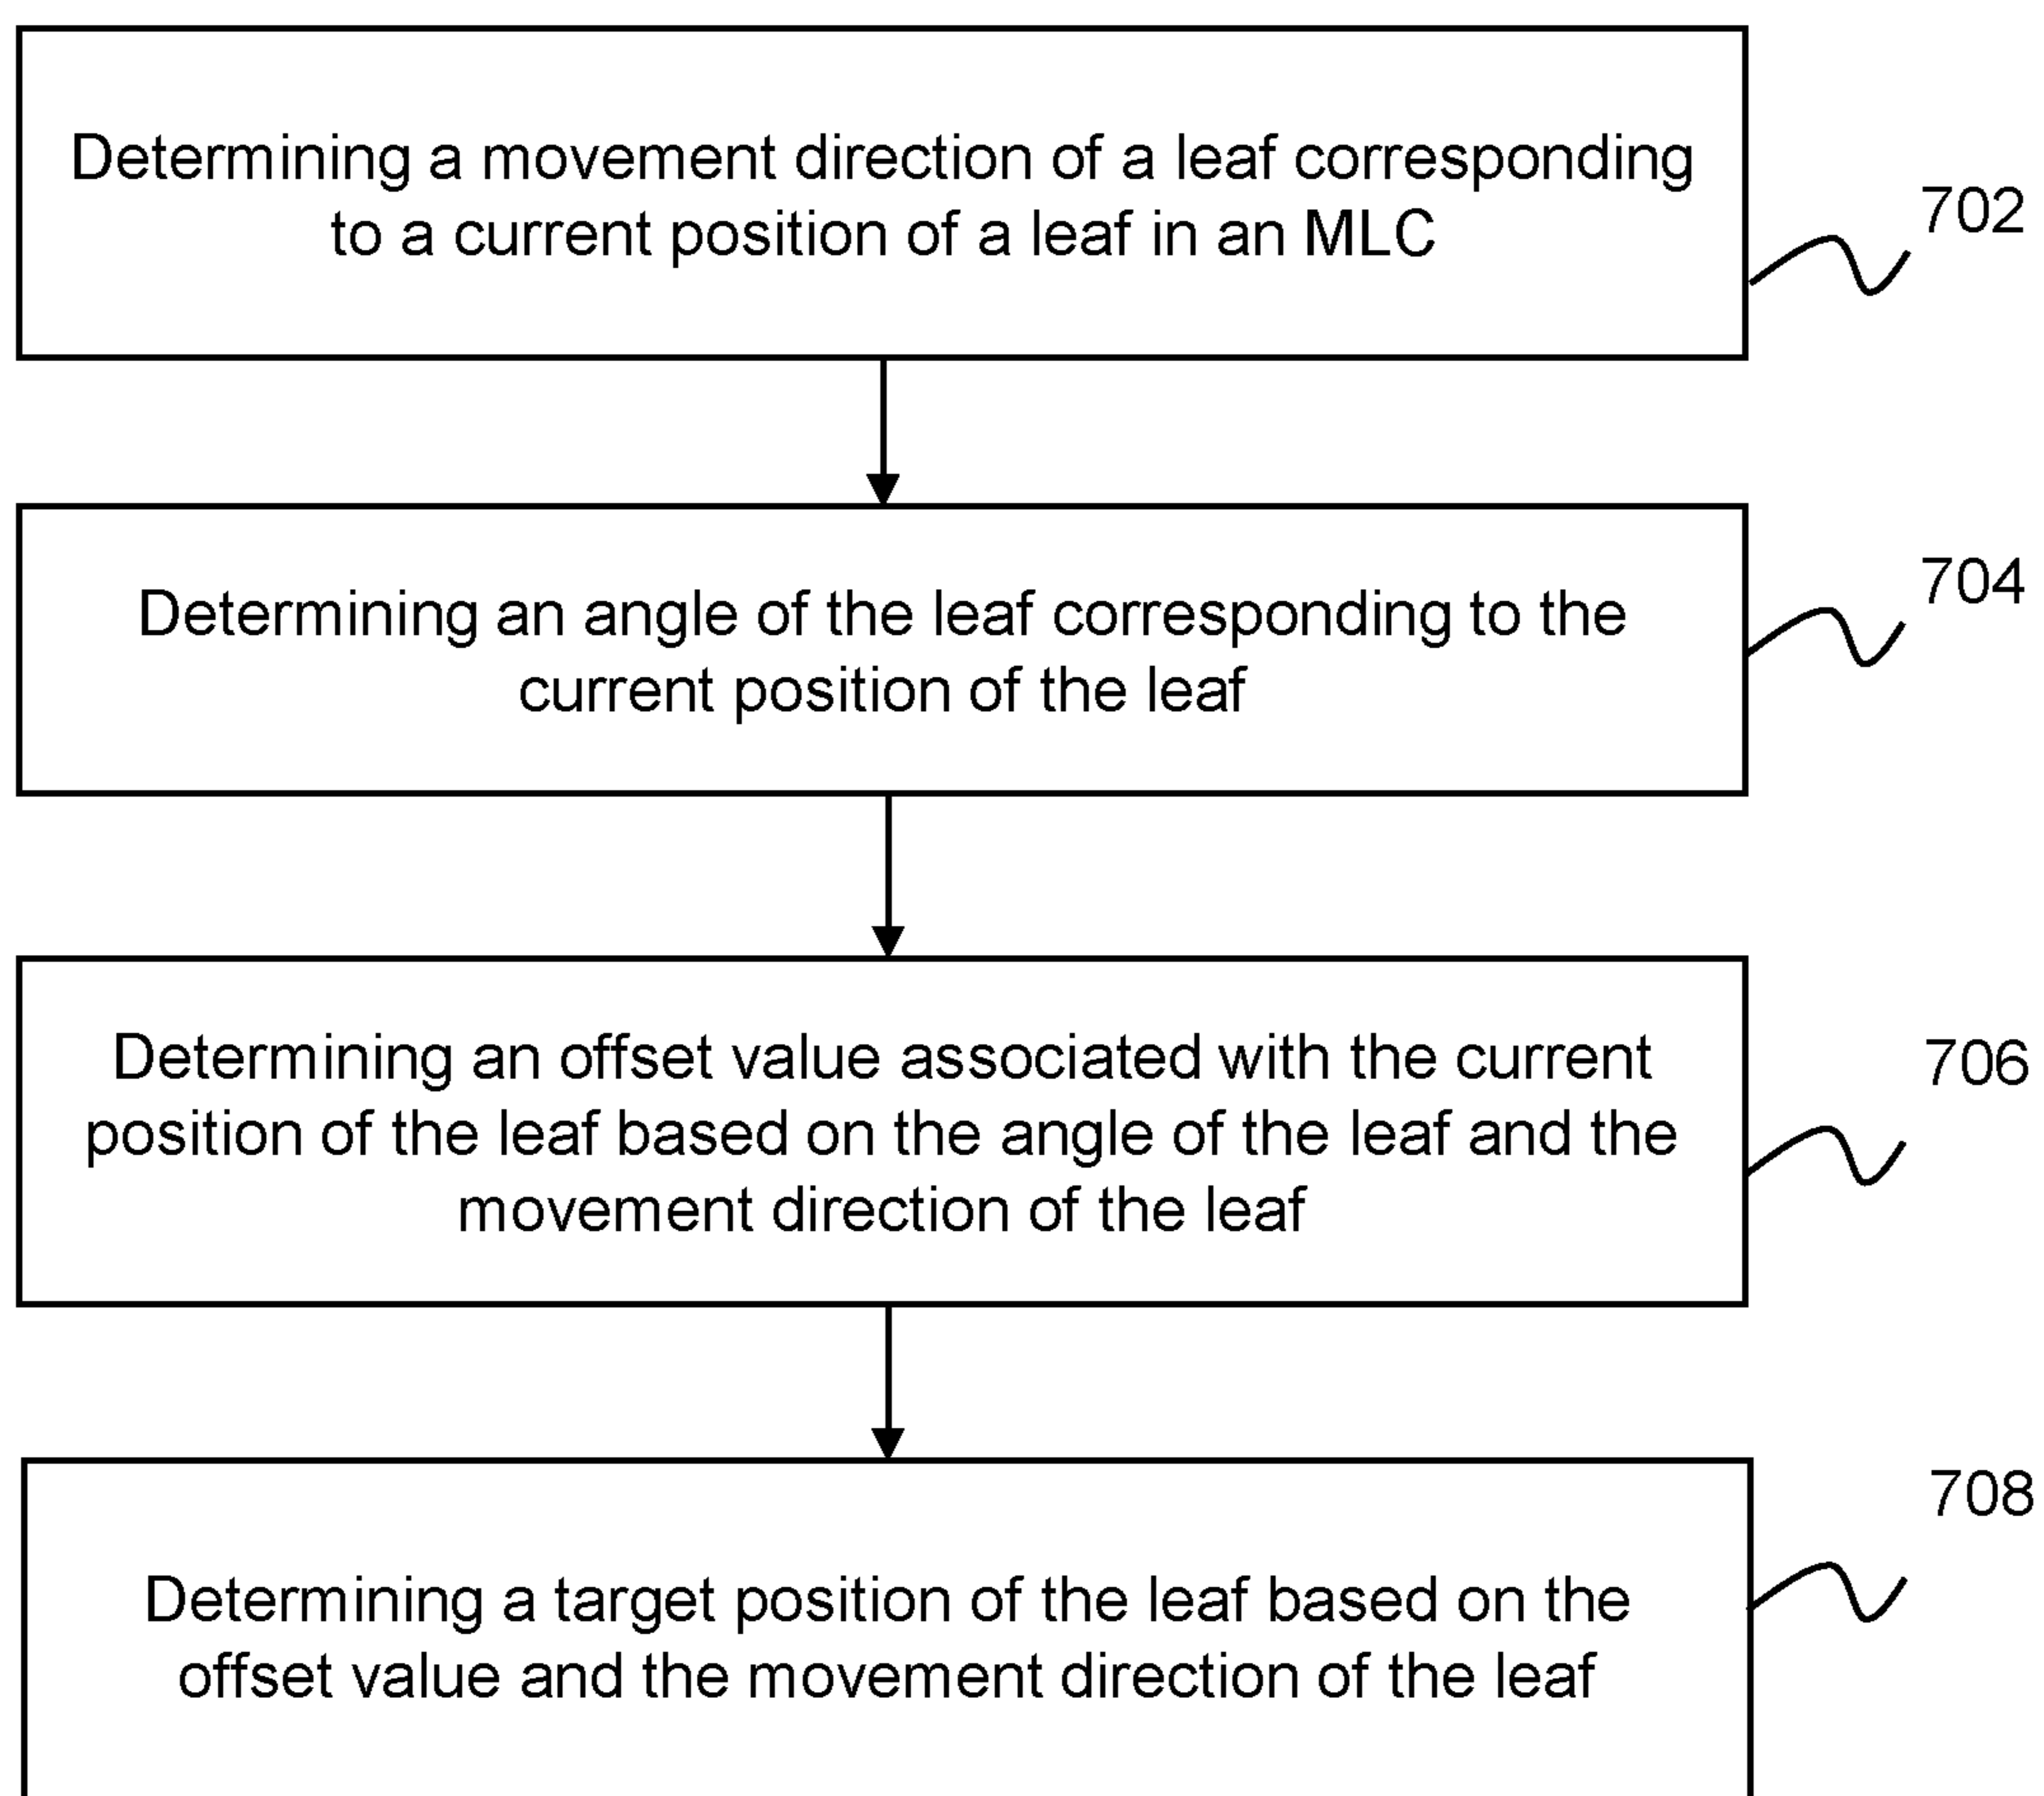 Determining a movement direction of a leaf corresponding
to a current position of a leaf in an MLC
702
Determining an angle of the leaf corresponding to the
current position of the leaf
704
Determining an offset value associated with the current
position of the leaf based on the angle of the leaf and the
movement direction of the leaf
706
Determining a target position of the leaf based on the
offset value and the movement direction of the leaf
708